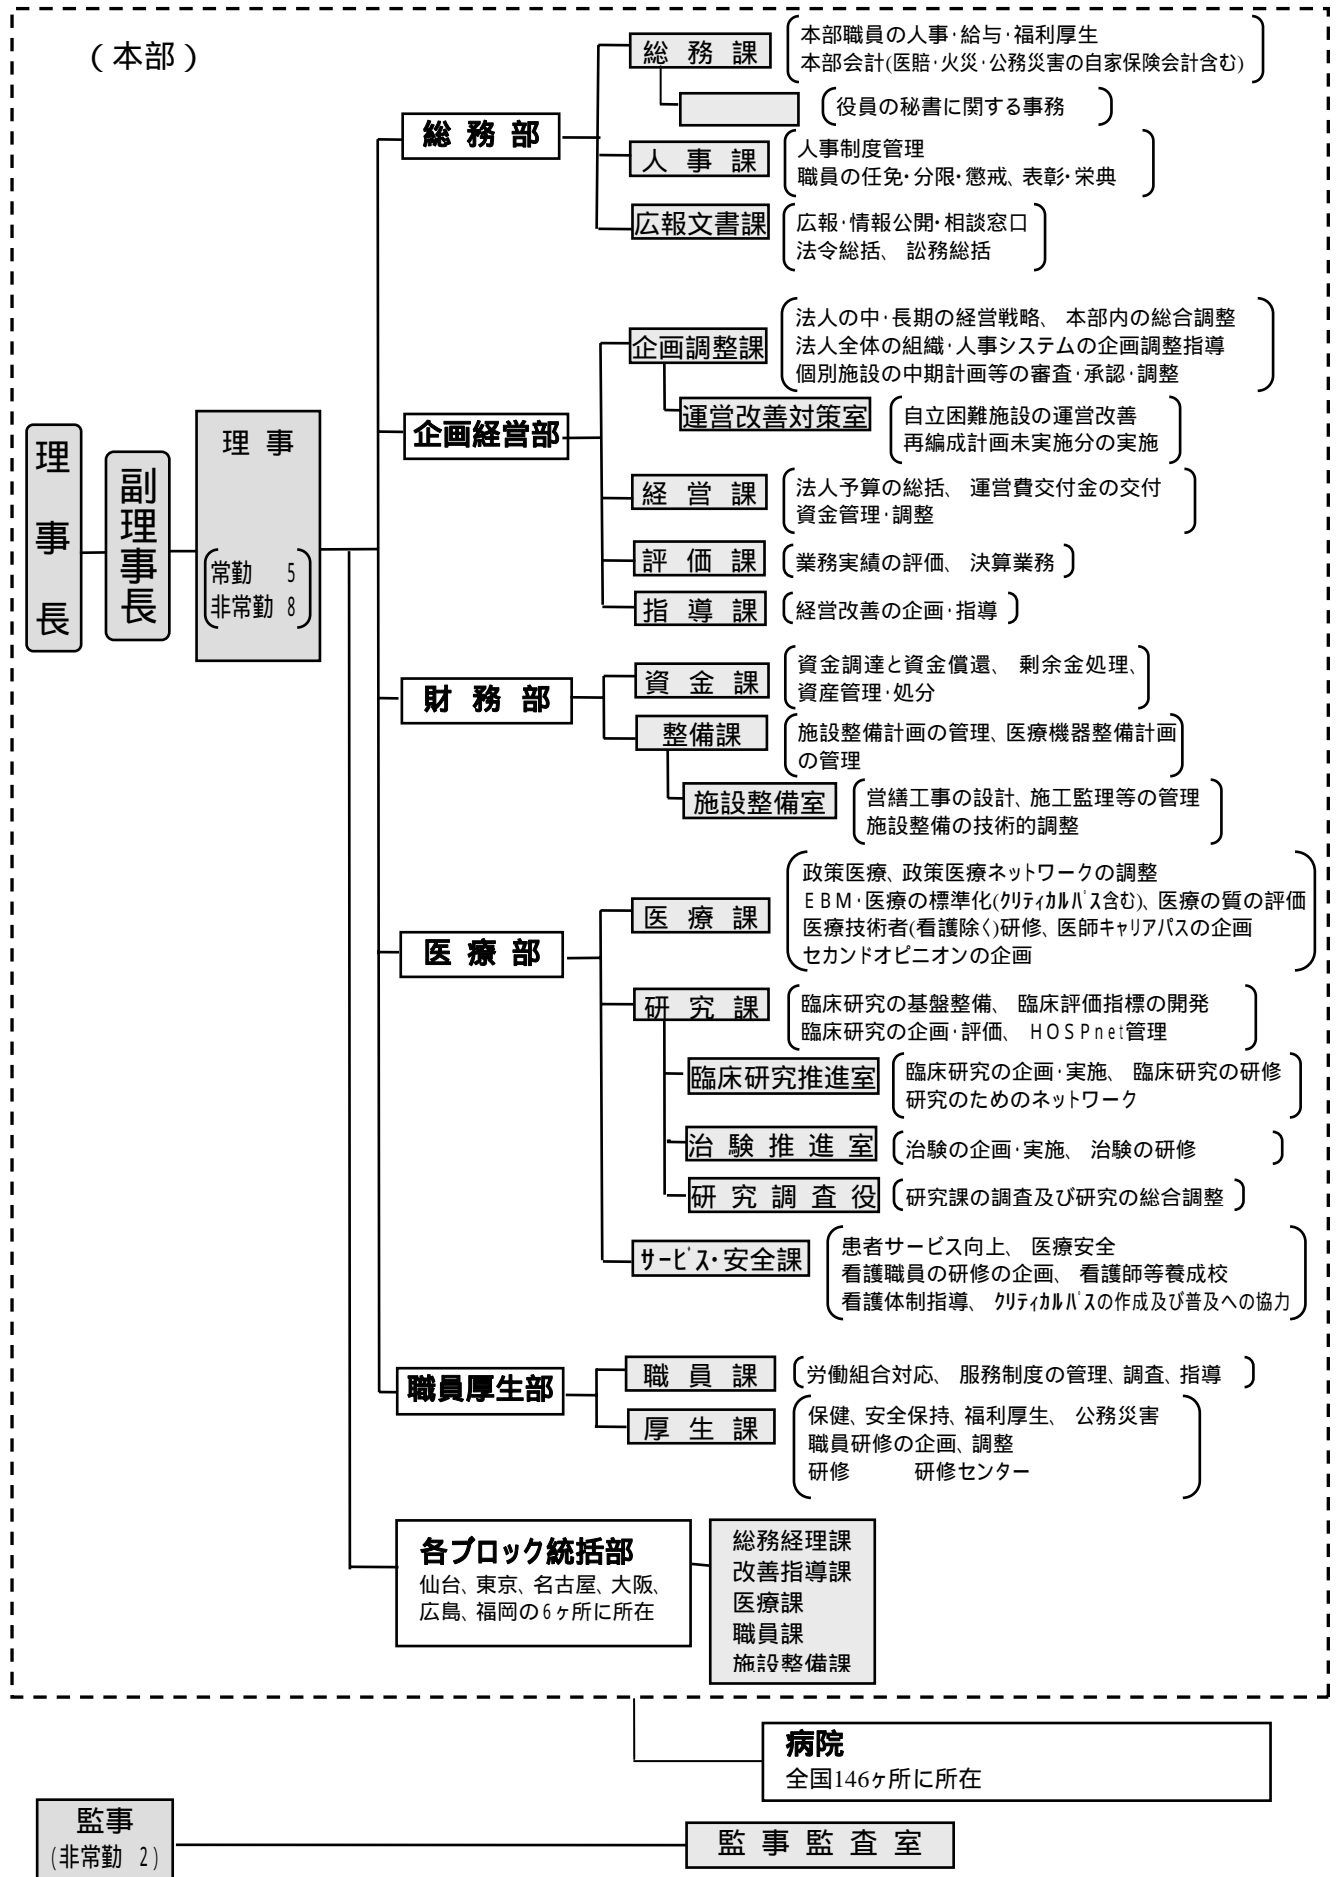 （本部）
総務課
本部職員の人事･給与･福利厚生
本部会計(医賠･火災･公務災害の自家保険会計含む)
役員の秘書に関する事務
総務部
人事課
人事制度管理
職員の任免･分限･懲戒、表彰･栄典
広報文書課
広報･情報公開･相談窓口
法令総括、訟務総括
企画調整課
法人の中･長期の経営戦略、本部内の総合調整
法人全体の組織･人事システムの企画調整指導
個別施設の中期計画等の審査･承認･調整
運営改善対策室
自立困難施設の運営改善
再編成計画未実施分の実施
企画経営部
経営課
法人予算の総括、運営費交付金の交付
資金管理･調整
評価課
業務実績の評価、決算業務
指導課
経営改善の企画･指導
理事長
副理事長
理事
常勤 5
非常勤 8
財務部
資金課
資金調達と資金償還、剰余金処理、
資産管理･処分
整備課
施設整備計画の管理、医療機器整備計画
の管理
施設整備室
営繕工事の設計、施工監理等の管理
施設整備の技術的調整
医療部
医療課
政策医療、政策医療ネットワークの調整
EBM･医療の標準化(ｸﾘﾃｨｶﾙﾊﾟｽ含む)、医療の質の評価
医療技術者(看護除く)研修、医師キャリアパスの企画
セカンドオピニオンの企画
研究課
臨床研究の基盤整備、臨床評価指標の開発
臨床研究の企画･評価、HOSPnet管理
臨床研究推進室
臨床研究の企画･実施、臨床研究の研修
研究のためのネットワーク
治験推進室
治験の企画･実施、治験の研修
研究調査役
研究課の調査及び研究の総合調整
ｻｰﾋﾞｽ･安全課
患者サービス向上、医療安全
看護職員の研修の企画、看護師等養成校
看護体制指導、ｸﾘﾃｨｶﾙﾊﾟｽの作成及び普及への協力
職員厚生部
職員課
労働組合対応、服務制度の管理、調査、指導
厚生課
保健、安全保持、福利厚生、公務災害
職員研修の企画、調整
研修　　研修センター
各ブロック統括部
仙台、東京、名古屋、大阪、
広島、福岡の6ヶ所に所在
総務経理課
改善指導課
医療課
職員課
施設整備課
病院
全国146ヶ所に所在
監事
(非常勤 2)
監事監査室